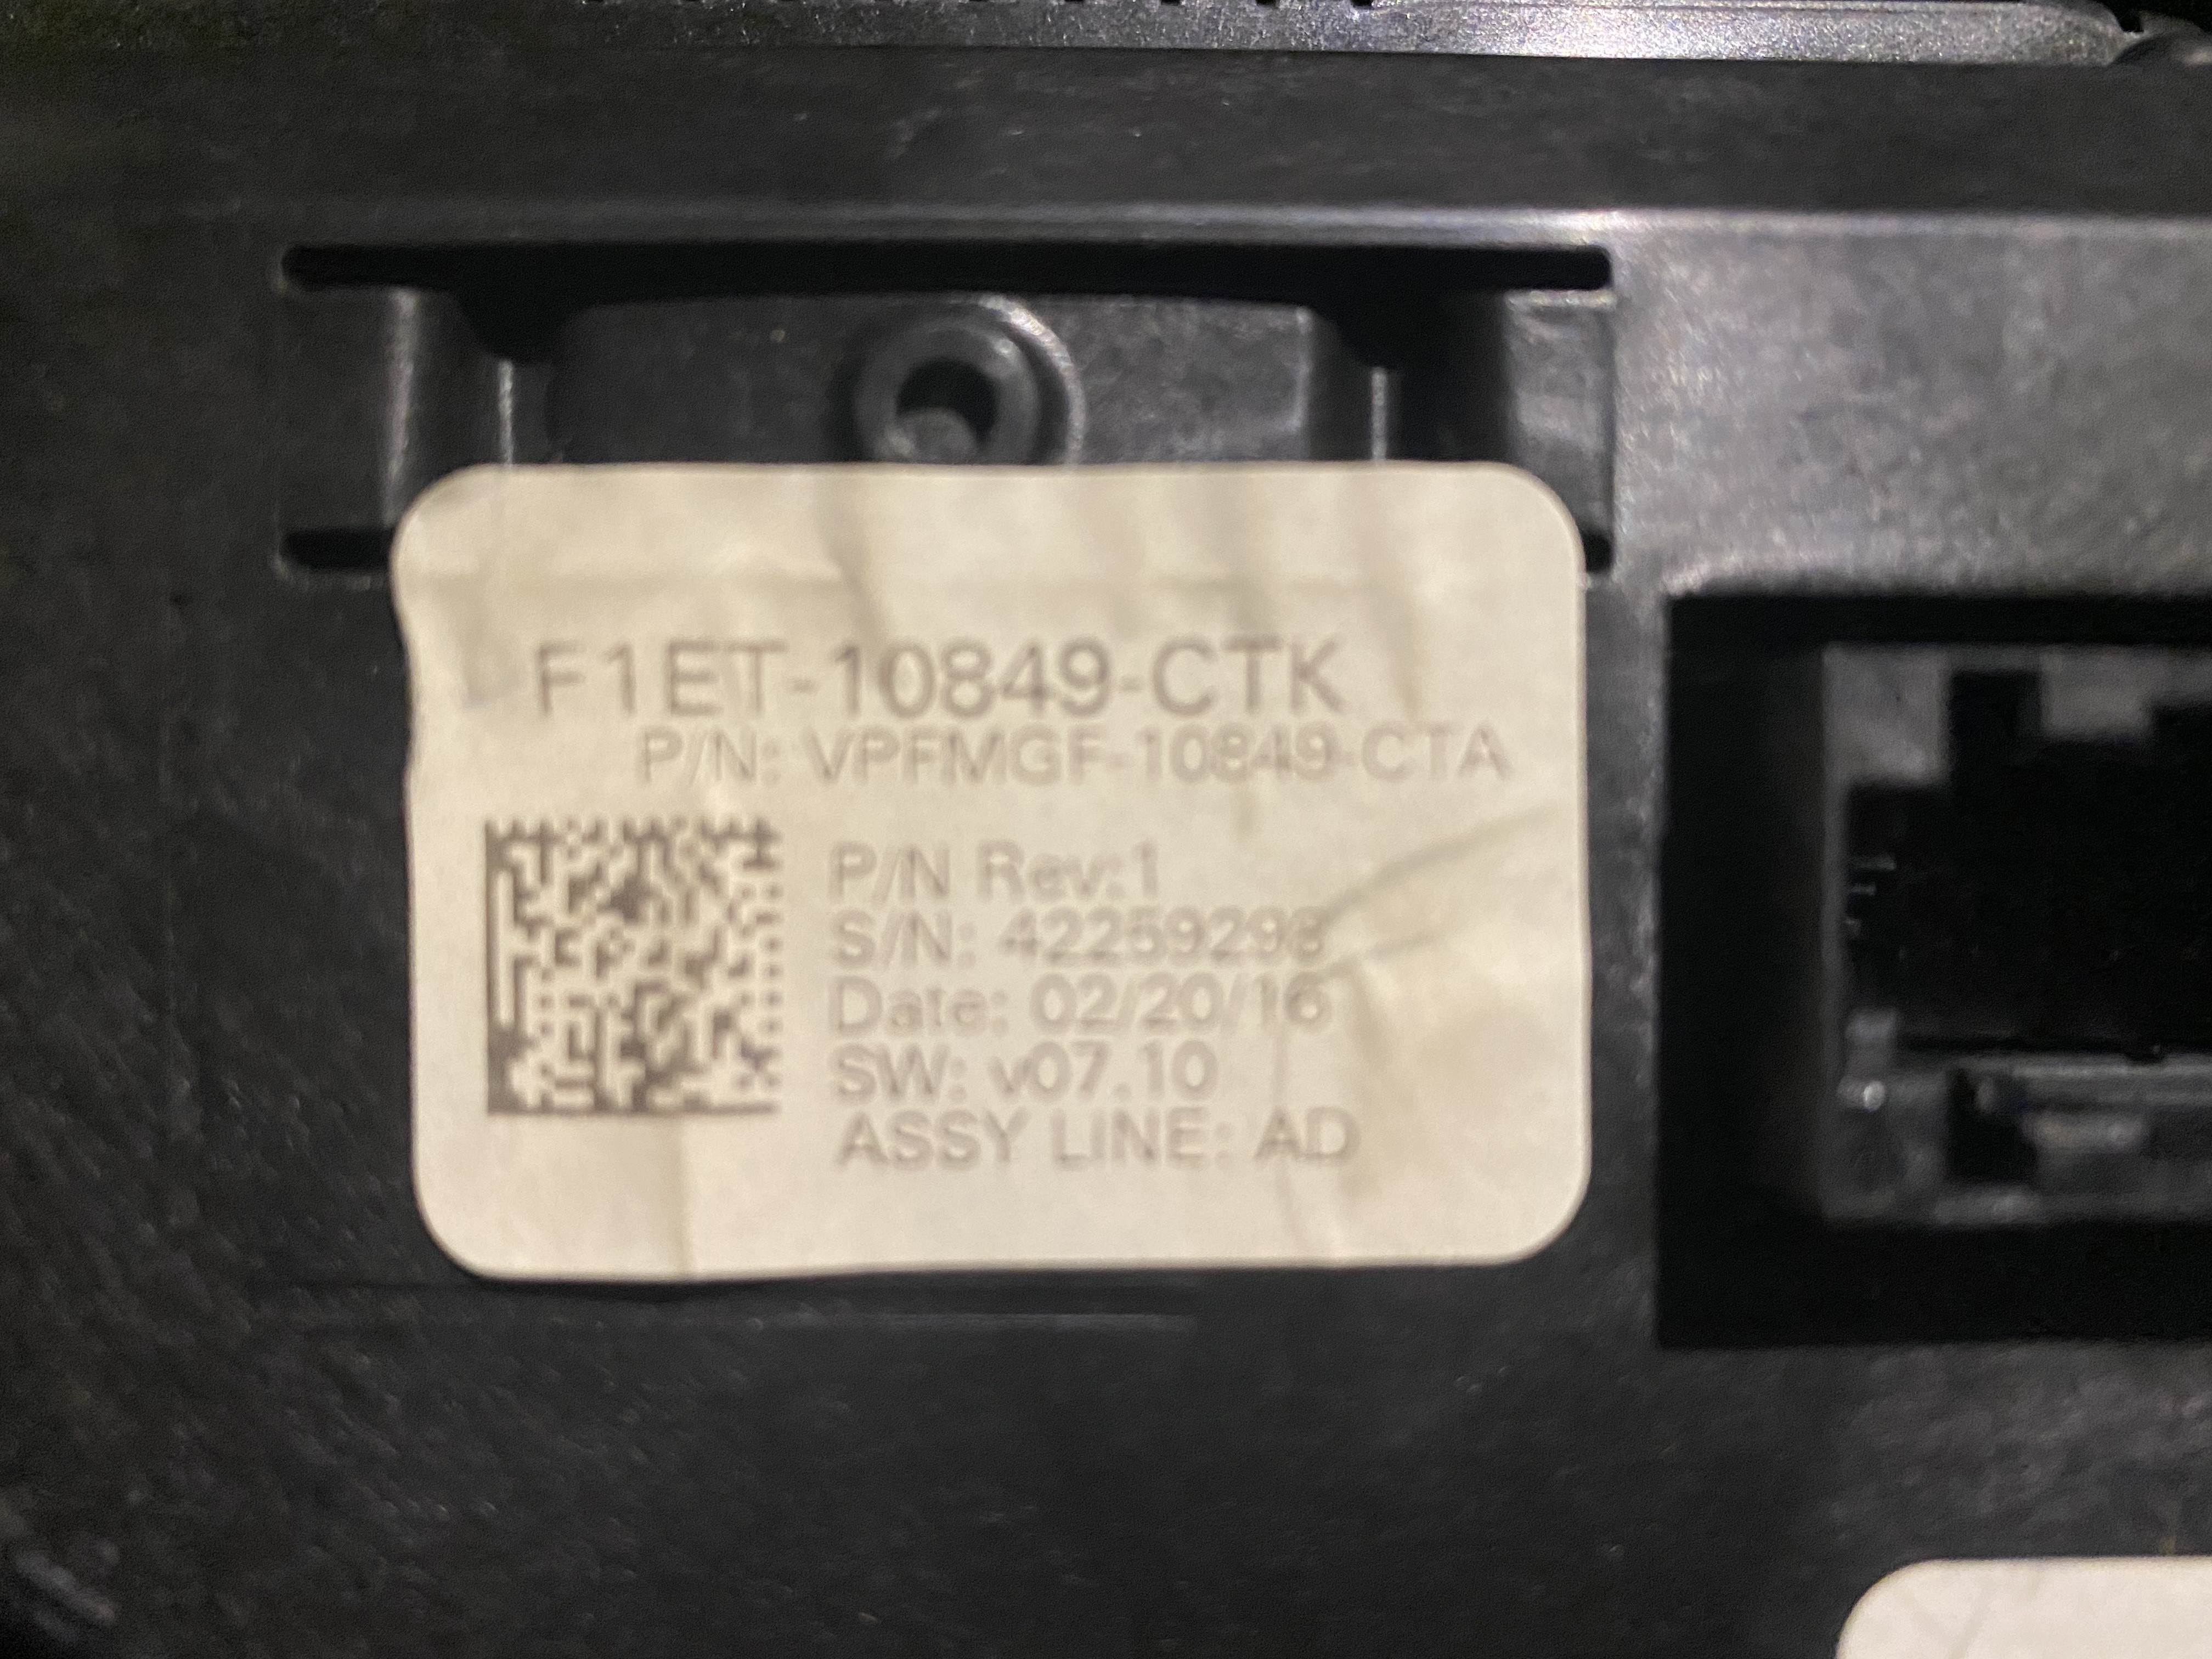 F1ET-10849-CTK
P/N: VPFMGF-10849-CTA
P/N Rev:1
S/N: 42259298
Date: 02/20/16
SW: v07.10
ASSY LINE: AD